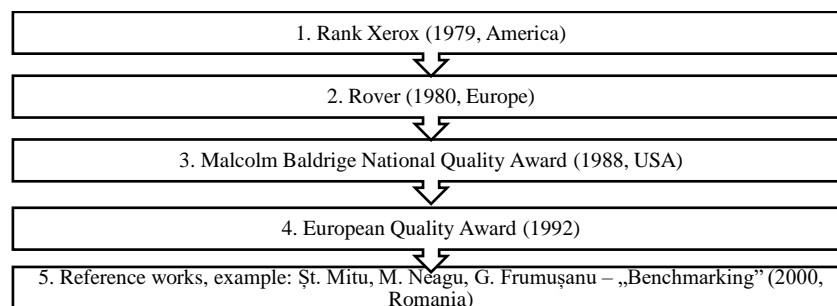 1. Rank Xerox (1979, America)
2. Rover (1980, Europe)
3. Malcolm Baldrige National Quality Award (1988, USA)
4. European Quality Award (1992)
5. Reference works, example: Șt. Mitu, M. Neagu, G. Frumușanu – „Benchmarking” (2000,
Romania)